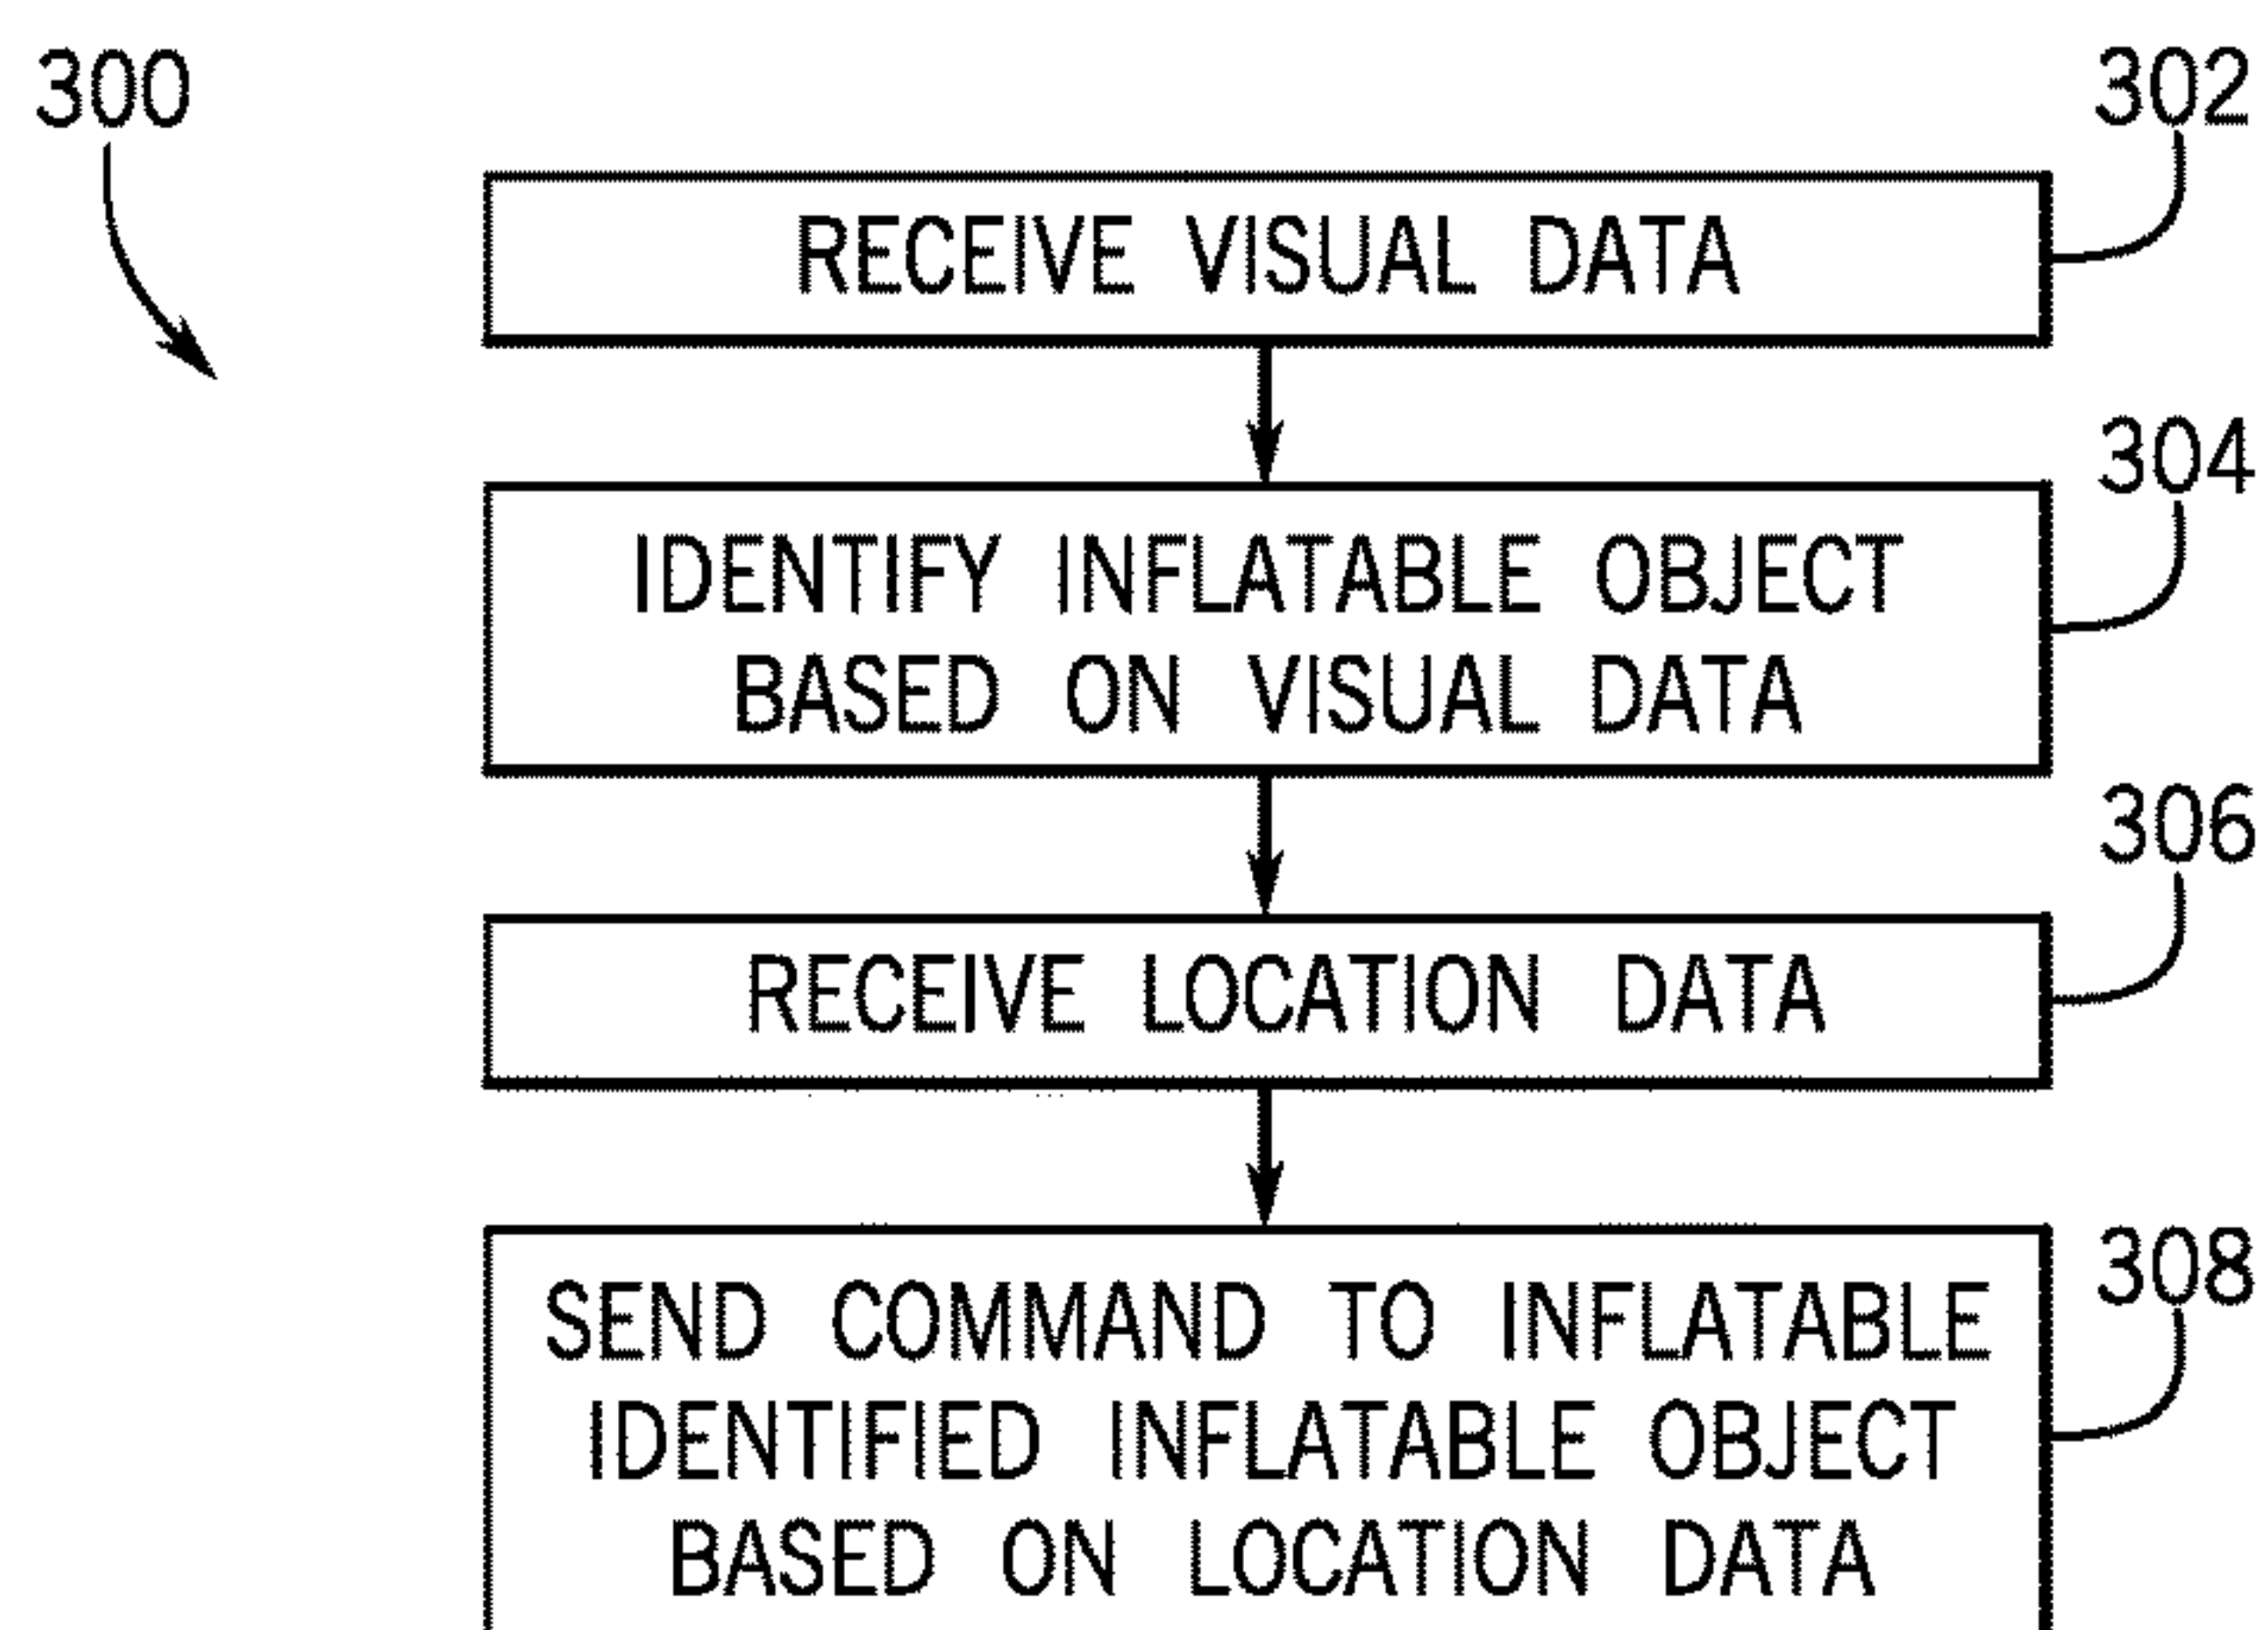 300
302
RECEIVE VISUAL DATA
304
IDENTIFY INFLATABLE OBJECT
BASED ON VISUAL DATA
306
RECEIVE LOCATION DATA
308
SEND COMMAND TO INFLATABLE
IDENTIFIED INFLATABLE OBJECT
BASED ON LOCATION DATA